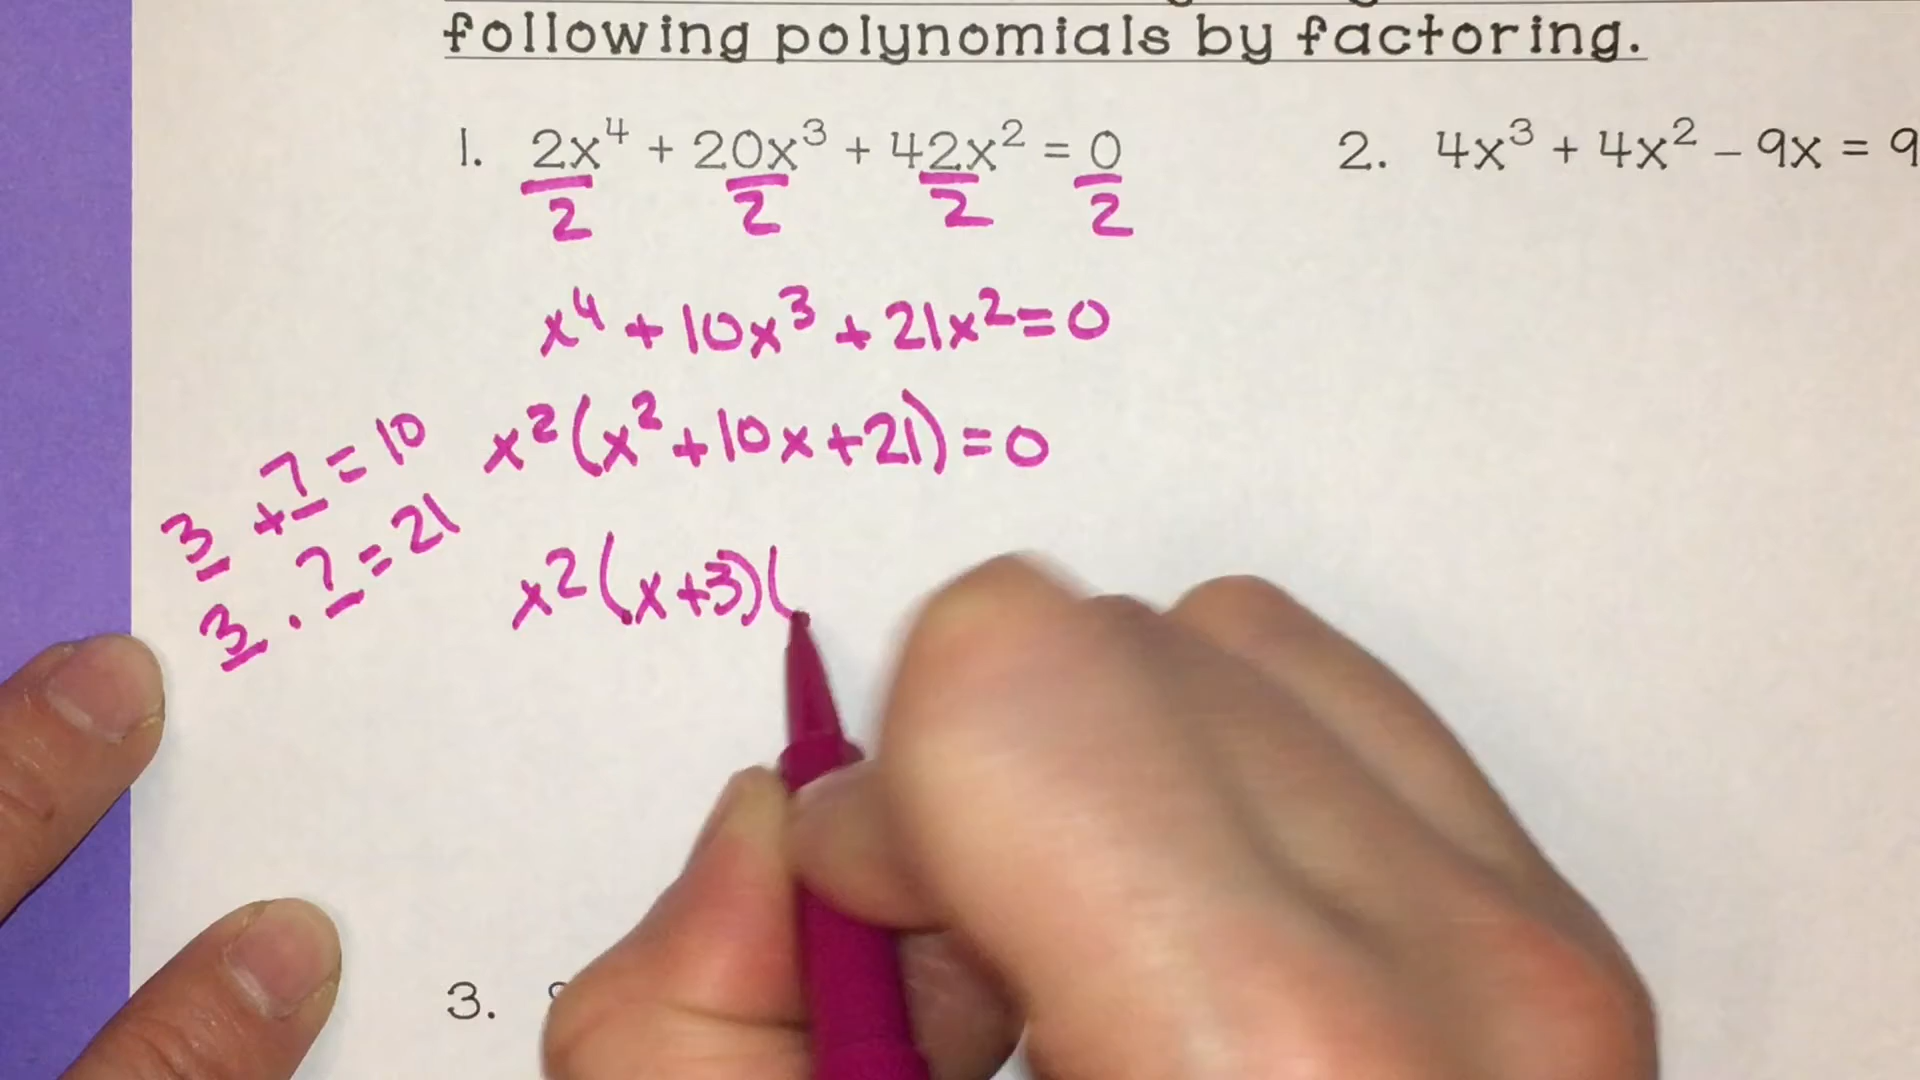 following polynomials by factoring.
1. 2x⁴ + 20x³ + 42x² = 0
2 2 2 2
x⁴ + 10x³ + 21x² = 0
x²(x² + 10x + 21) = 0
3 + 7 = 10
3 · 7 = 21
x²(x+3)(
2. 4x³ + 4x² – 9x = 9
3.